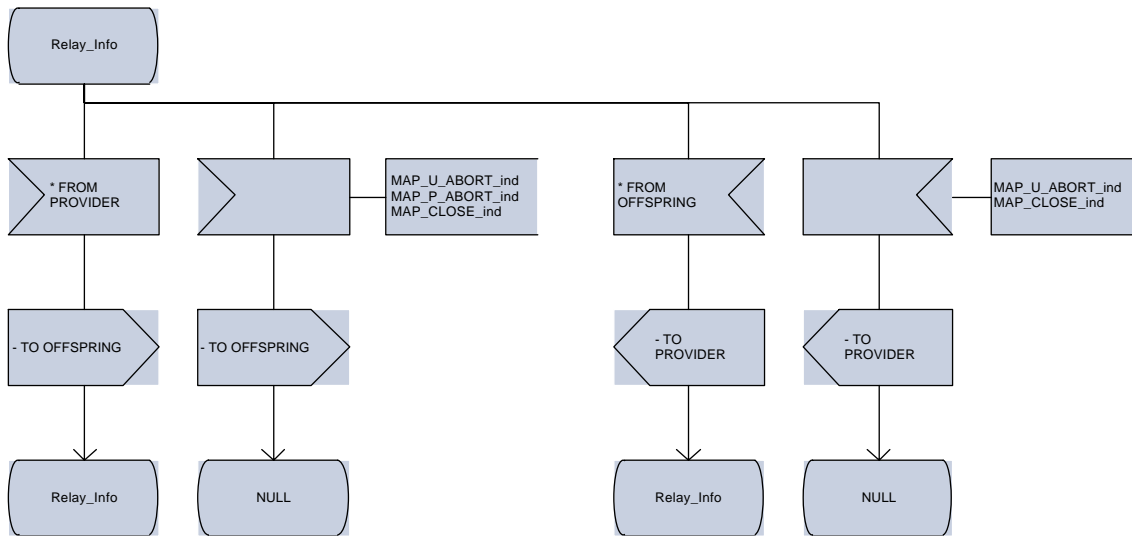 Relay_Info
* FROM
PROVIDER
MAP_U_ABORT_ind
MAP_P_ABORT_ind
MAP_CLOSE_ind
* FROM
OFFSPRING
MAP_U_ABORT_ind
MAP_CLOSE_ind
- TO OFFSPRING
- TO OFFSPRING
- TO
PROVIDER
- TO
PROVIDER
Relay_Info
NULL
Relay_Info
NULL